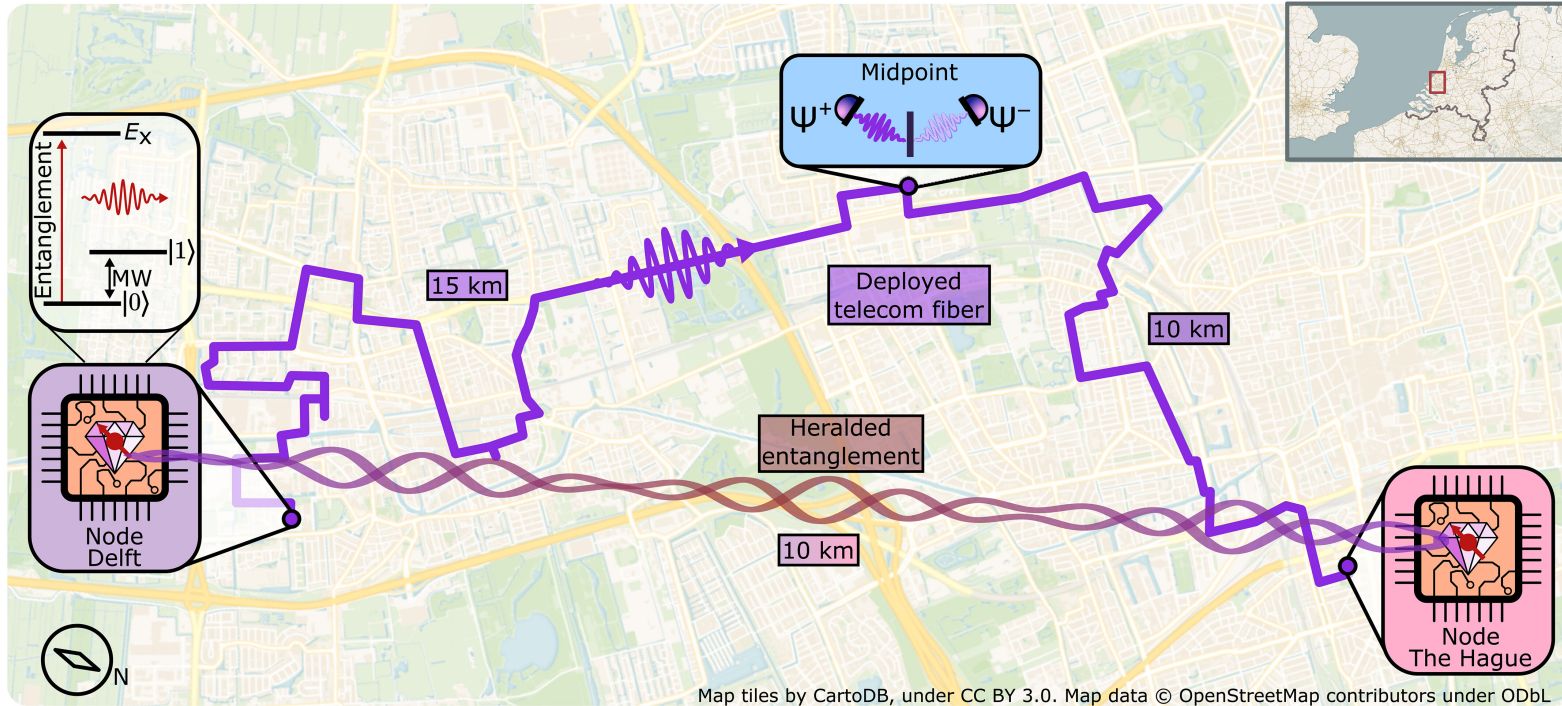 Midpoint
Ψ+
Ψ−
Entanglement
Ex
|1⟩
MW
|0⟩
15 km
Deployed
telecom fiber
10 km
Heralded
entanglement
10 km
Node
Delft
Node
The Hague
N
Map tiles by CartoDB, under CC BY 3.0. Map data © OpenStreetMap contributors under ODbL